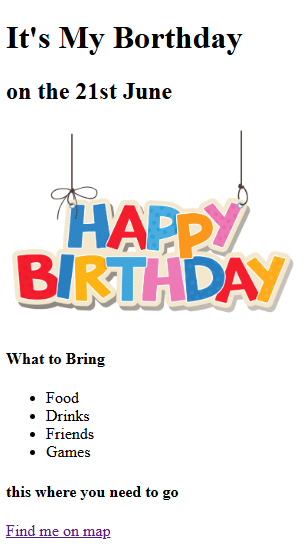 It's My Borthday
on the 21st June
HAPPY
BIRTHDAY
What to Bring
Food
Drinks
Friends
Games
this where you need to go
Find me on map